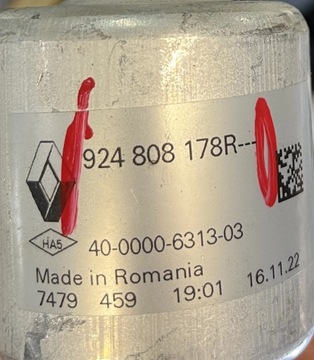 924 808 178R---
HA5
40-0000-6313-03
Made in Romania
7479 459 19:01 16.11.22